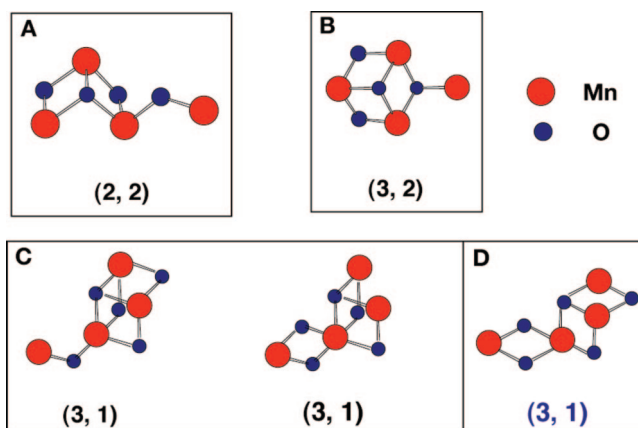 A
(2, 2)
B
(3, 2)
Mn
O
C
(3, 1)
(3, 1)
D
(3, 1)